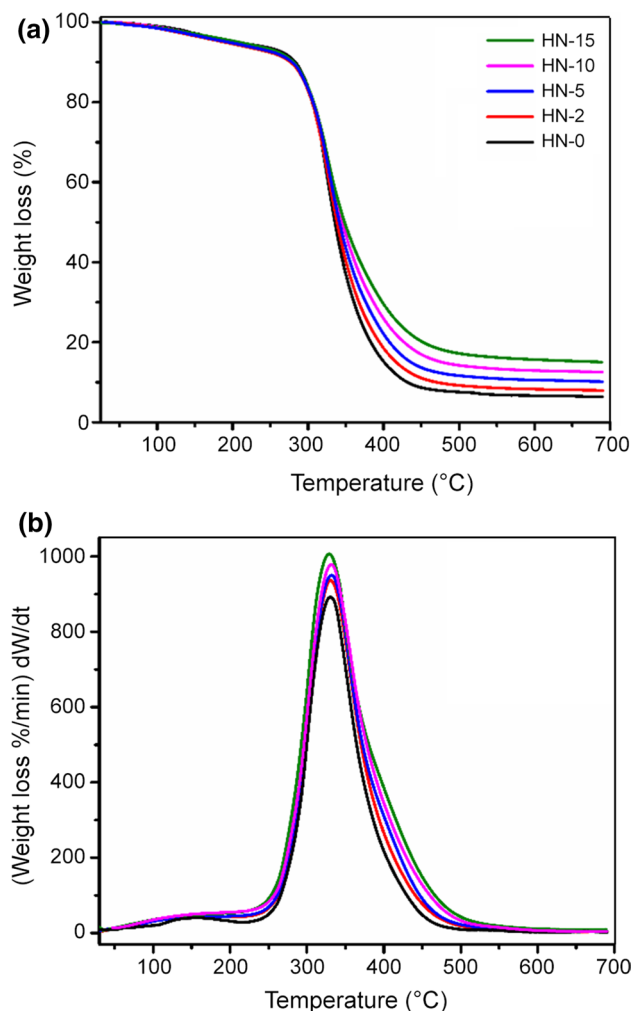 (a)
HN-15
HN-10
HN-5
HN-2
HN-0
Weight loss (%)
100
80
60
40
20
0
100 200 300 400 500 600 700
Temperature (°C)
(b)
(Weight loss %/min) dW/dt
1000
800
600
400
200
0
100 200 300 400 500 600 700
Temperature (°C)